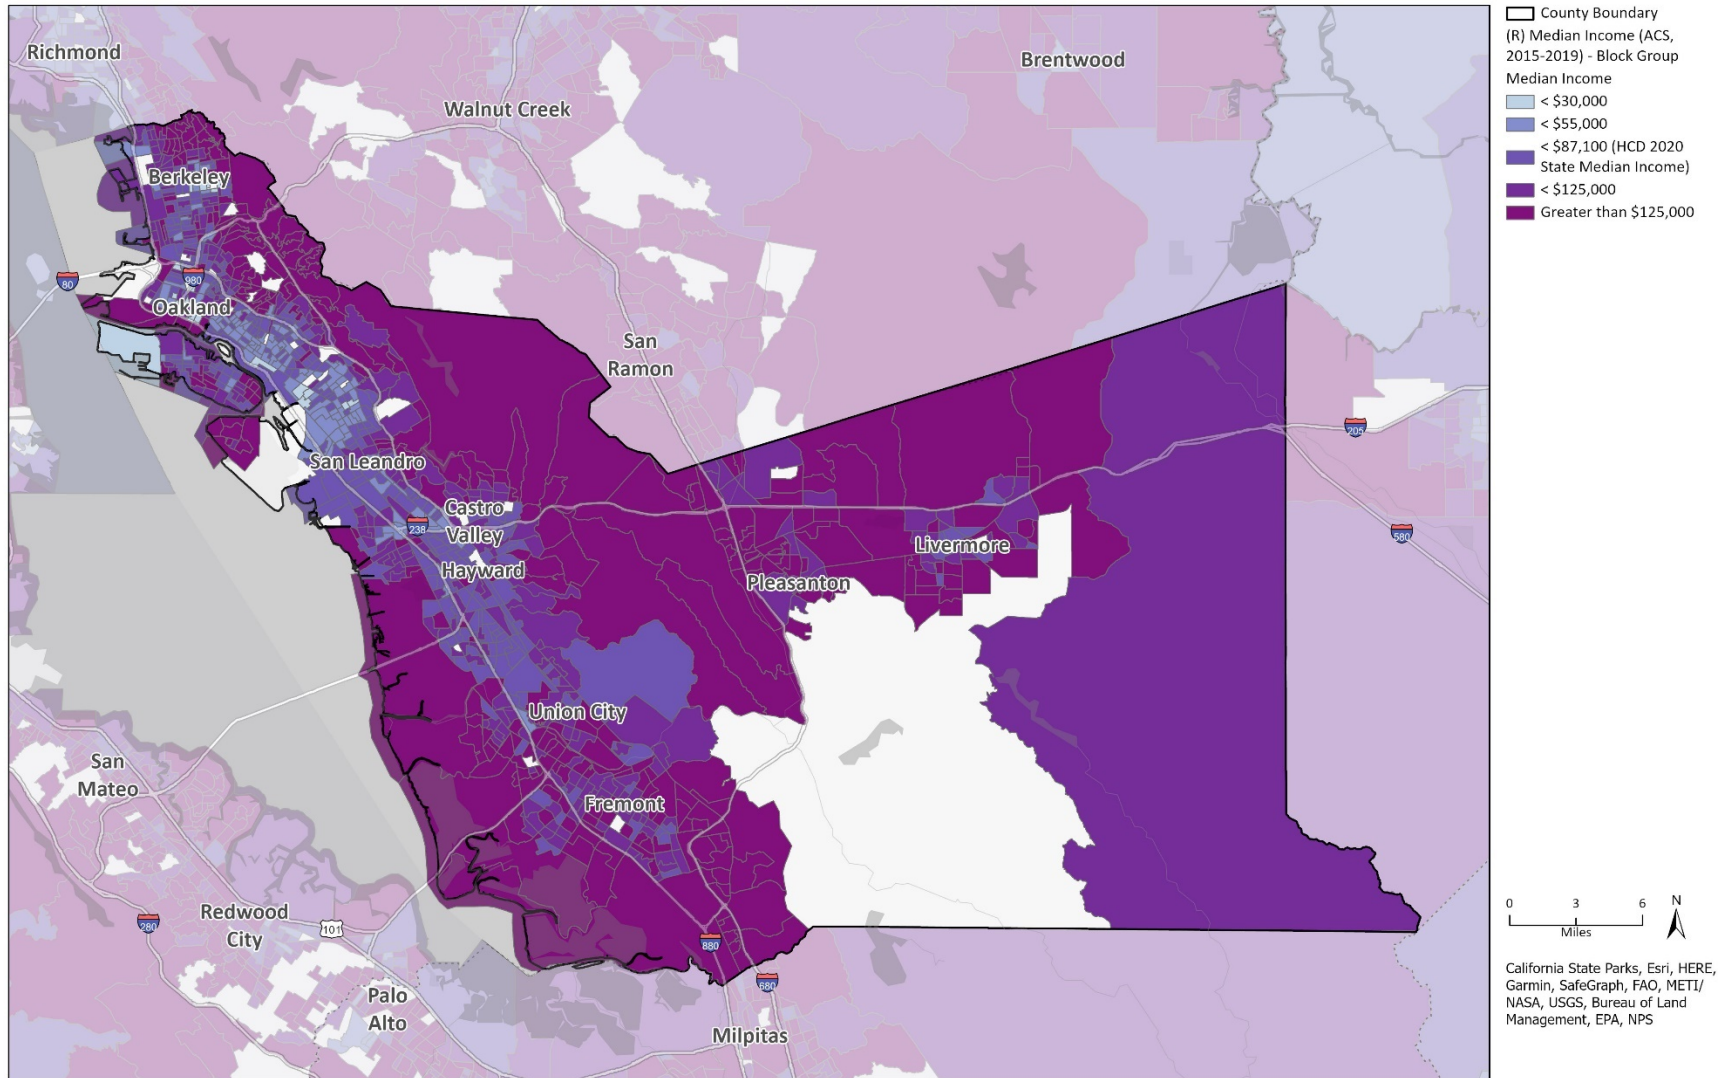 Richmond
Walnut Creek
Brentwood
Berkeley
80
980
Oakland
San
Ramon
205
San Leandro
Castro
Valley
238
580
Livermore
Hayward
Pleasanton
Union City
San
Mateo
Fremont
Redwood
City
280
101
880
680
Palo
Alto
Milpitas
County Boundary
(R) Median Income (ACS,
2015-2019) - Block Group
Median Income
< $30,000
< $55,000
< $87,100 (HCD 2020
State Median Income)
< $125,000
Greater than $125,000
0 3 6
Miles
N
California State Parks, Esri, HERE,
Garmin, SafeGraph, FAO, METI/
NASA, USGS, Bureau of Land
Management, EPA, NPS